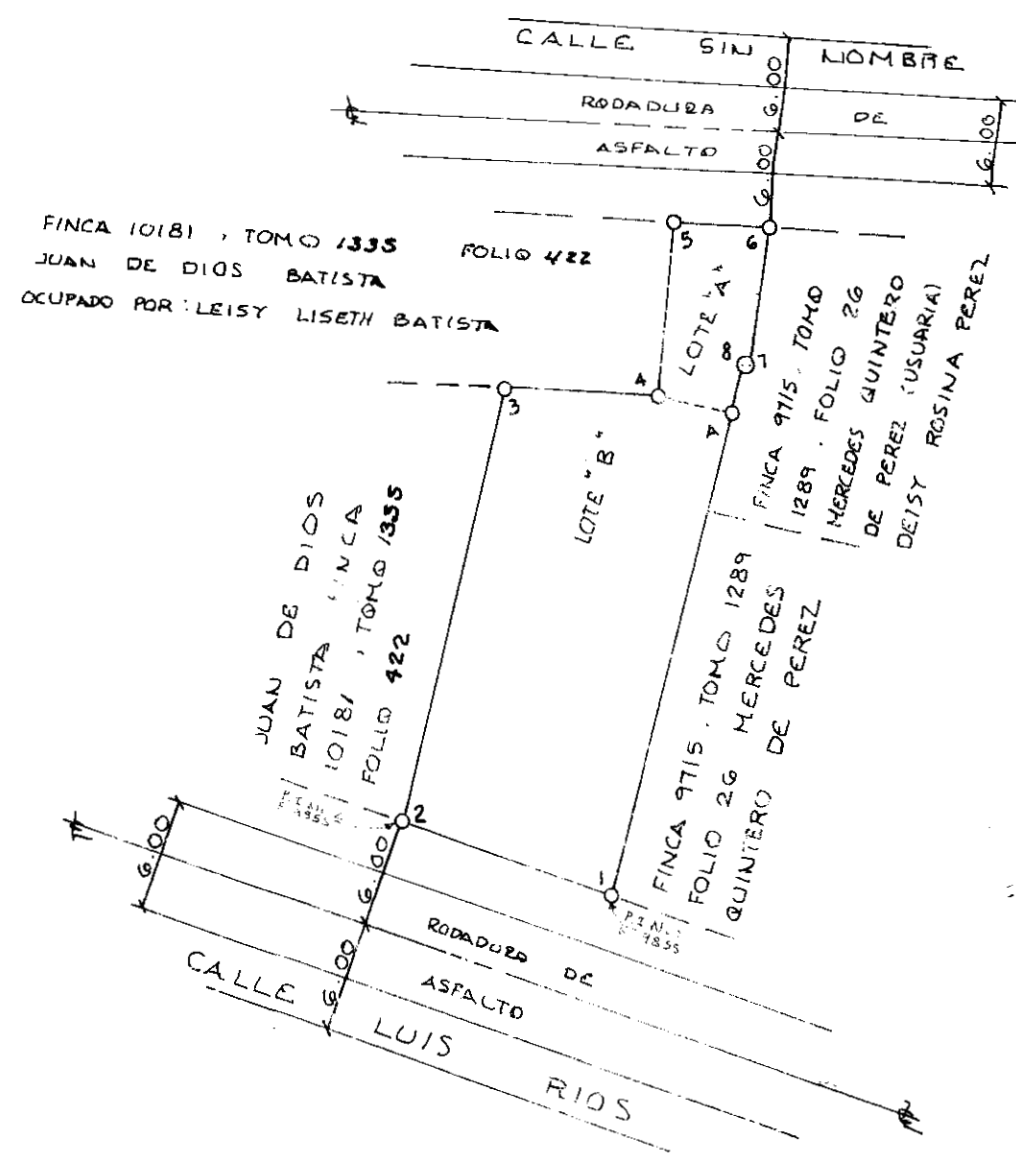 CALLE SIN NOMBRE
6.00
RODADURA DE
ASFALTO
6.00
6.00
FINCA 10181 , TOMO 1335 FOLIO 422
JUAN DE DIOS BATISTA
OCUPADO POR : LEISY LISETH BATISTA
5
6
LOTE "A"
8
7
4
3
LOTE "B"
FINCA 9715 . TOMO
1289 . FOLIO 26
MERCEDES QUINTERO
DE PEREZ (USUARIA)
DEISY ROSINA PEREZ
JUAN DE DIOS
BATISTA
10181 , TOMO 1335
FOLIO 422
FINCA 9715 . TOMO 1289
FOLIO 26 MERCEDES
QUINTERO DE PEREZ
2
1
6.00
6.00
6.00
RODADURA DE
ASFALTO
CALLE LUIS RIOS